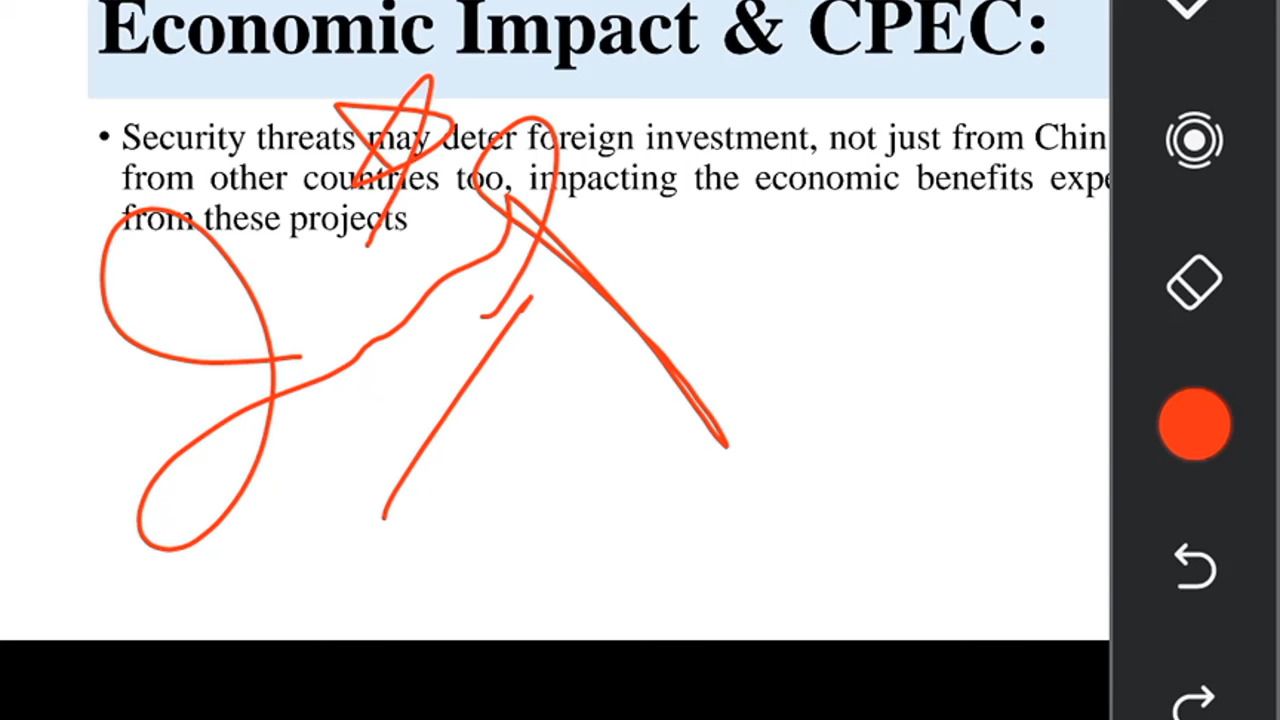 Economic Impact & CPEC:
• Security threats may deter foreign investment, not just from Chin
from other countries too, impacting the economic benefits expe
from these projects